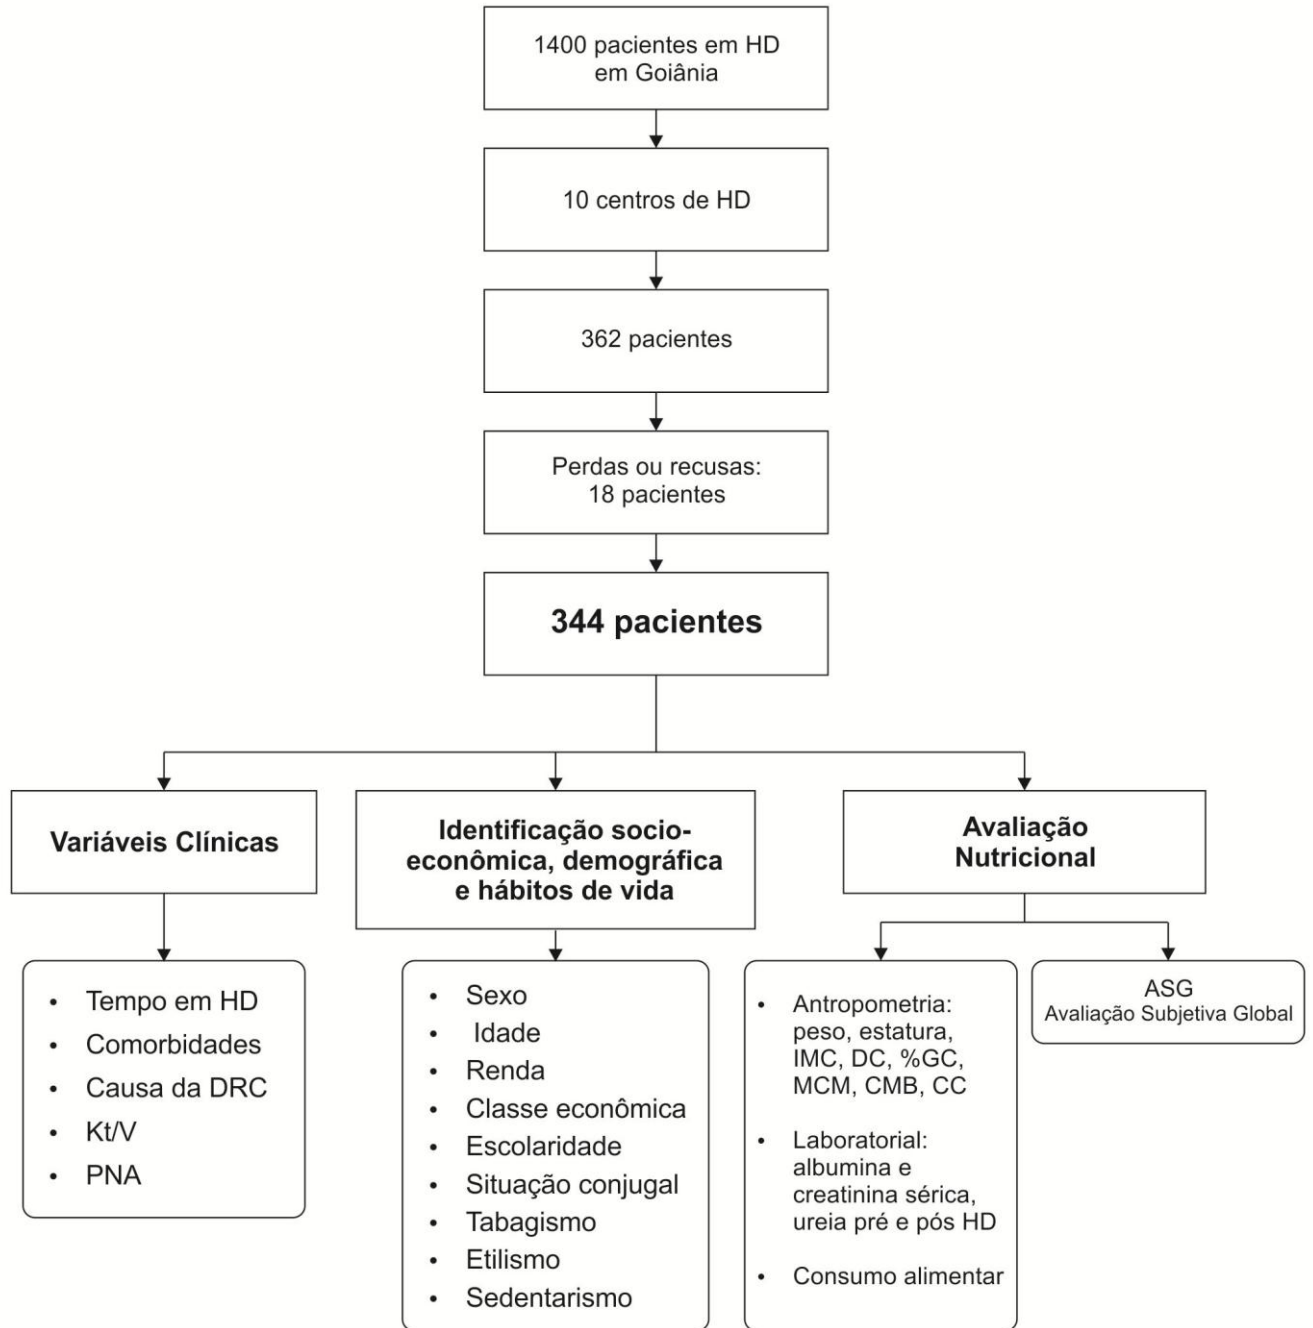 1400 pacientes em HD
em Goiânia
10 centros de HD
362 pacientes
Perdas ou recusas:
18 pacientes
344 pacientes
Variáveis Clínicas
Identificação socio-
econômica, demográfica
e hábitos de vida
Avaliação
Nutricional
• Tempo em HD
• Comorbidades
• Causa da DRC
• Kt/V
• PNA
• Sexo
• Idade
• Renda
• Classe econômica
• Escolaridade
• Situação conjugal
• Tabagismo
• Etilismo
• Sedentarismo
• Antropometria:
peso, estatura,
IMC, DC, %GC,
MCM, CMB, CC
• Laboratorial:
albumina e
creatinina sérica,
ureia pré e pós HD
• Consumo alimentar
ASG
Avaliação Subjetiva Global